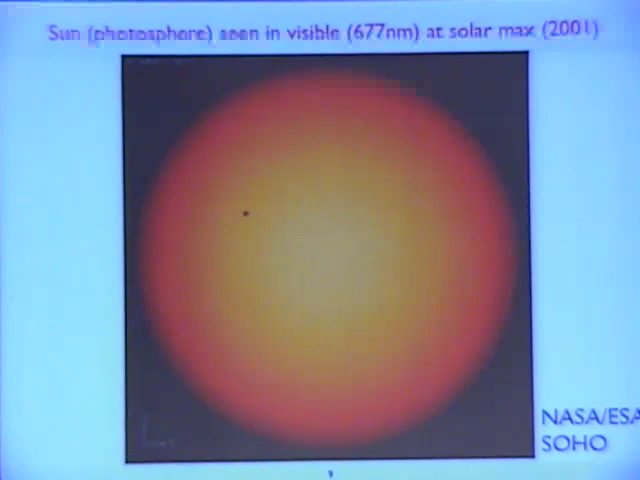 Sun (photosphere) seen in visible (677nm) at solar max (2001)
NASA/ESA
SOHO